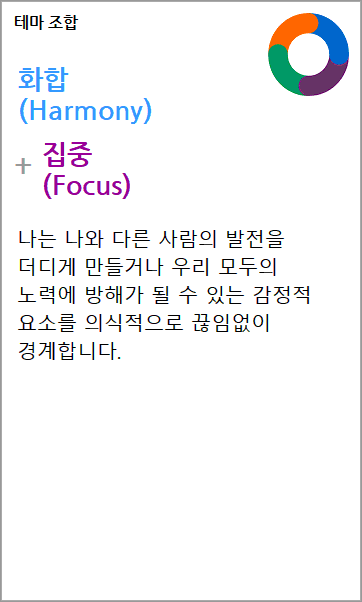 테마 조합
화합
(Harmony)
+ 집중
(Focus)
나는 나와 다른 사람의 발전을
더디게 만들거나 우리 모두의
노력에 방해가 될 수 있는 감정적
요소를 의식적으로 끊임없이
경계합니다.